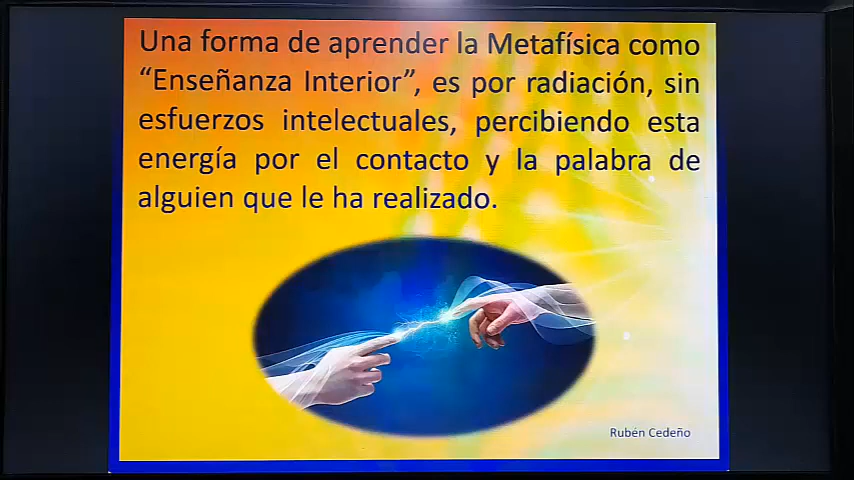 Una forma de aprender la Metafísica como
“Enseñanza Interior”, es por radiación, sin
esfuerzos intelectuales, percibiendo esta
energía por el contacto y la palabra de
alguien que le ha realizado.
Rubén Cedeño